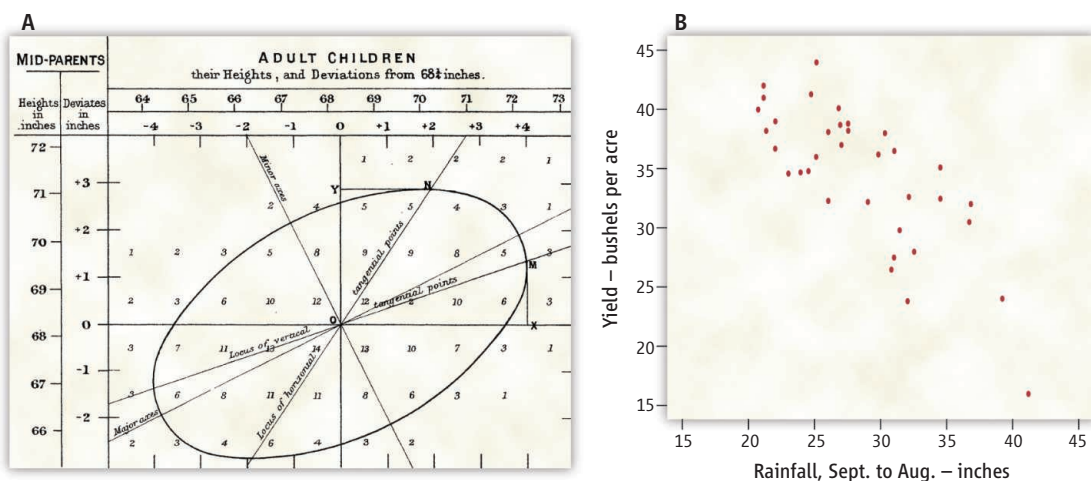 A
MID-PARENTS
ADULT CHILDREN
their Heights, and Deviations from 68¼ inches.
Heights in inches
Deviates in inches
64 65 66 67 68 69 70 71 72 73
-4 -3 -2 -1 0 +1 +2 +3 +4
72
1 2 2 2 1
Minor axes
+3
71
Y N
2 4 5 5 4 3 1
+2
70
1 2 3 5 8 9 9 8 5 3
tangential points
M
+1
69
tangential points
2 3 6 10 12 12 10 6 3
0
O X
68
Locus of vertical
3 7 11 13 14 13 10 7 3 1
-1
67
3 6 8 11 11 8 6 3 1
Locus of horizontal
Major axes
-2
66
2 3 4 6 4 3 2
B
Yield – bushels per acre
45
40
35
30
25
20
15
15 20 25 30 35 40 45
Rainfall, Sept. to Aug. – inches